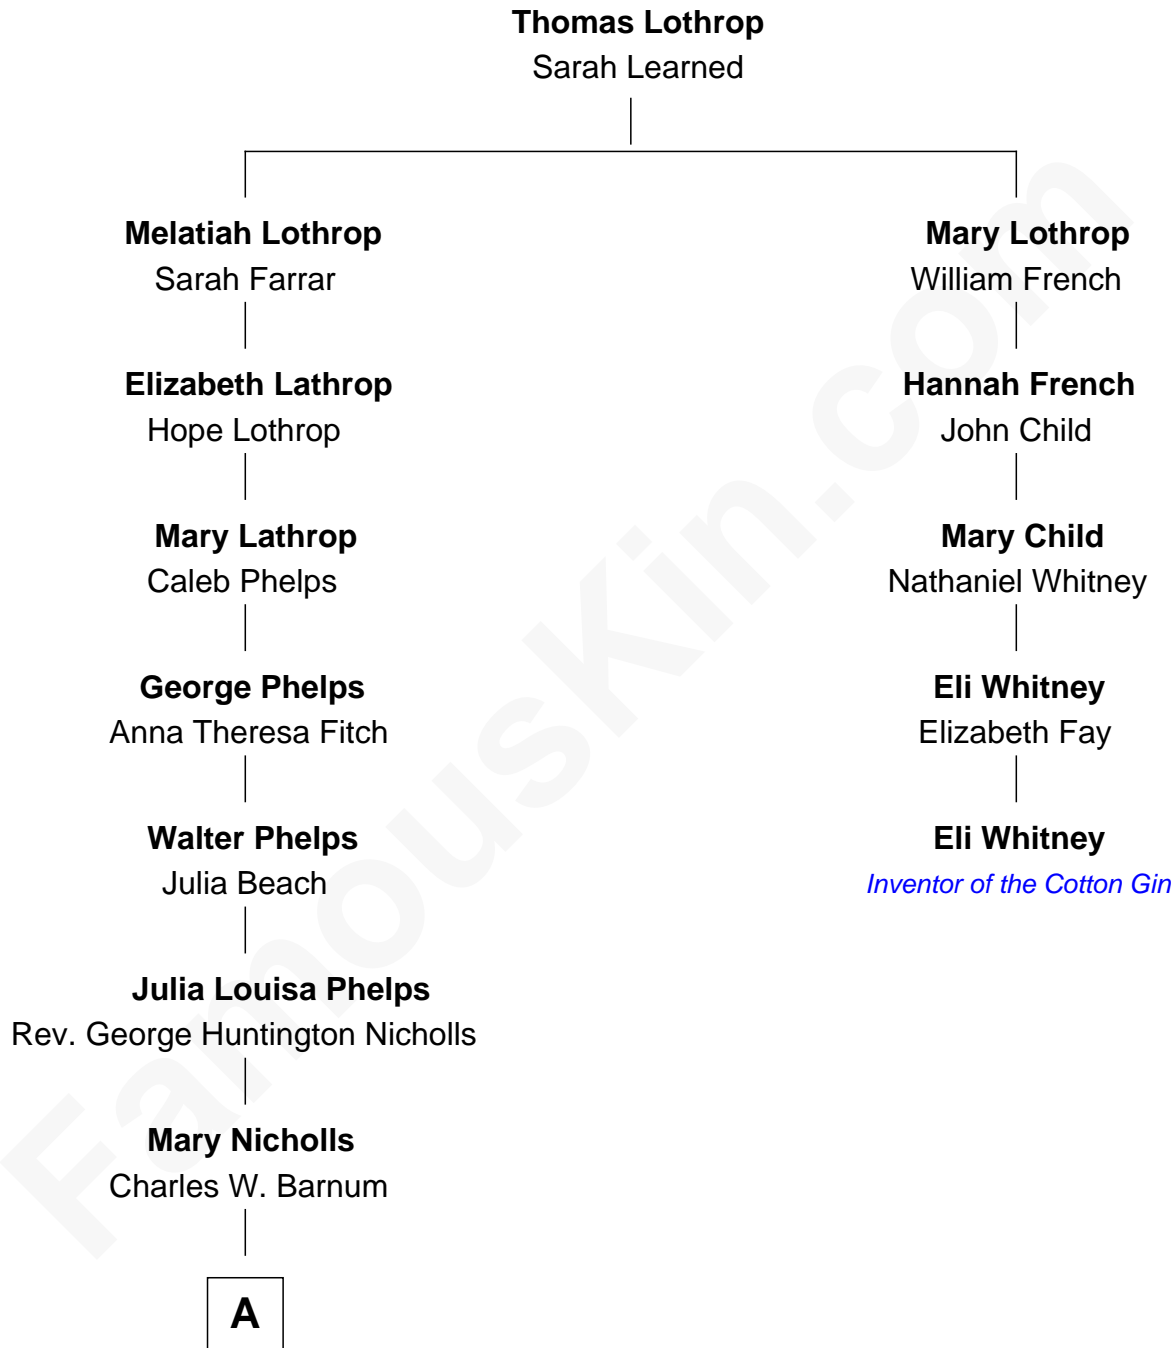 Thomas Lothrop
Sarah Learned
Melatiah Lothrop
Sarah Farrar
Mary Lothrop
William French
Elizabeth Lathrop
Hope Lothrop
Hannah French
John Child
Mary Lathrop
Caleb Phelps
Mary Child
Nathaniel Whitney
George Phelps
Anna Theresa Fitch
Eli Whitney
Elizabeth Fay
Walter Phelps
Julia Beach
Eli Whitney
Inventor of the Cotton Gin
Julia Louisa Phelps
Rev. George Huntington Nicholls
Mary Nicholls
Charles W. Barnum
A
FamousKin.com